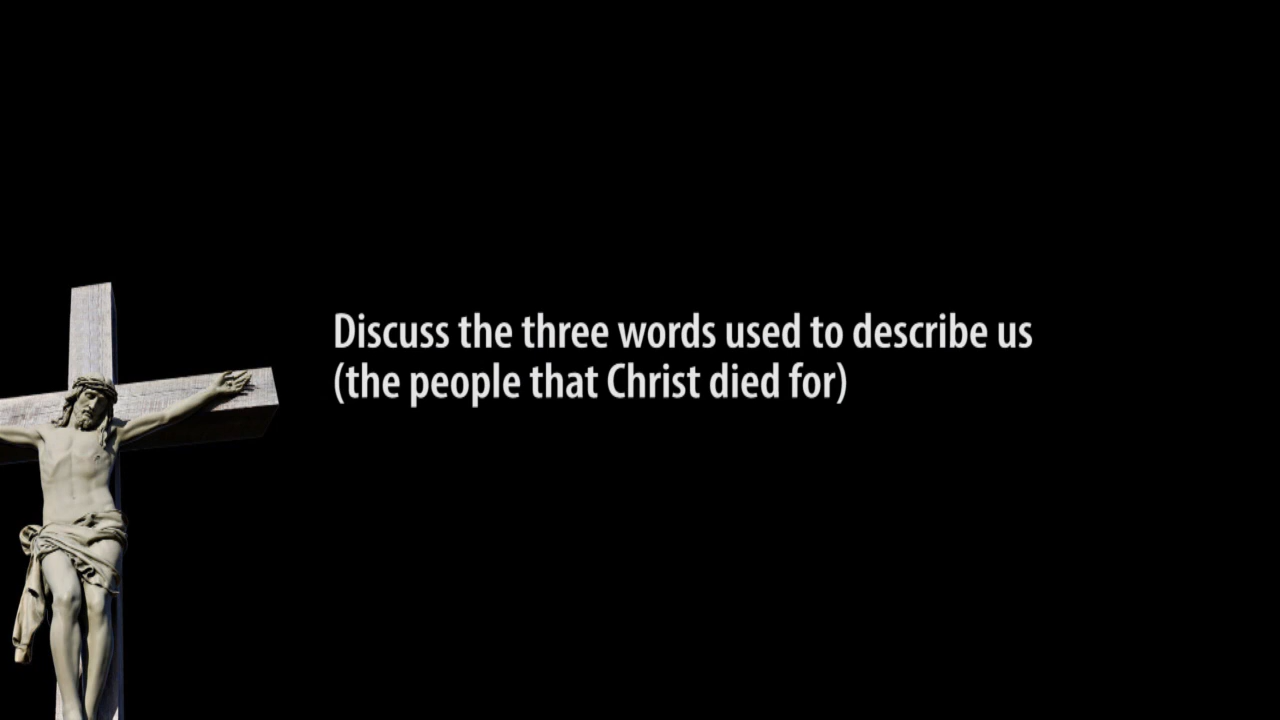 Discuss the three words used to describe us
(the people that Christ died for)